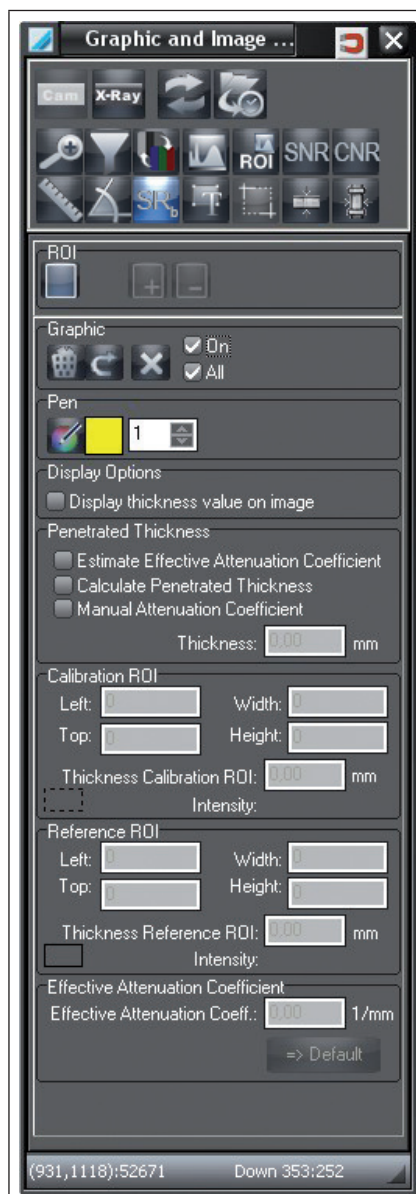 Graphic and Image ...
Cam X-Ray
ROI SNR CNR
SR b T
ROI
+ -
Graphic
On
All
Pen
1
Display Options
Display thickness value on image
Penetrated Thickness
Estimate Effective Attenuation Coefficient
Calculate Penetrated Thickness
Manual Attenuation Coefficient
Thickness: 0,00 mm
Calibration ROI
Left: 0 Width: 0
Top: 0 Height: 0
Thickness Calibration ROI: 0,00 mm
Intensity:
Reference ROI
Left: 0 Width: 0
Top: 0 Height: 0
Thickness Reference ROI: 0,00 mm
Intensity:
Effective Attenuation Coefficient
Effective Attenuation Coeff.: 0,00 1/mm
=> Default
(931,1118):52671 Down 353:252